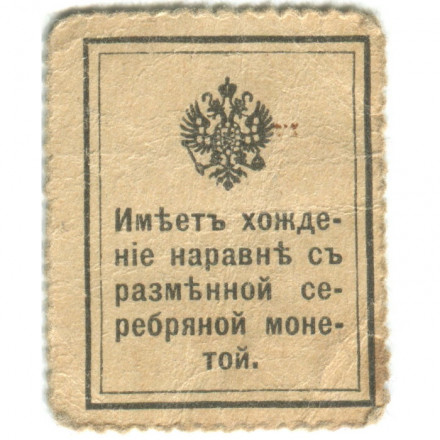 Имѣетъ хожде-
ніе наравнѣ съ
размѣнной се-
ребряной моне-
той.